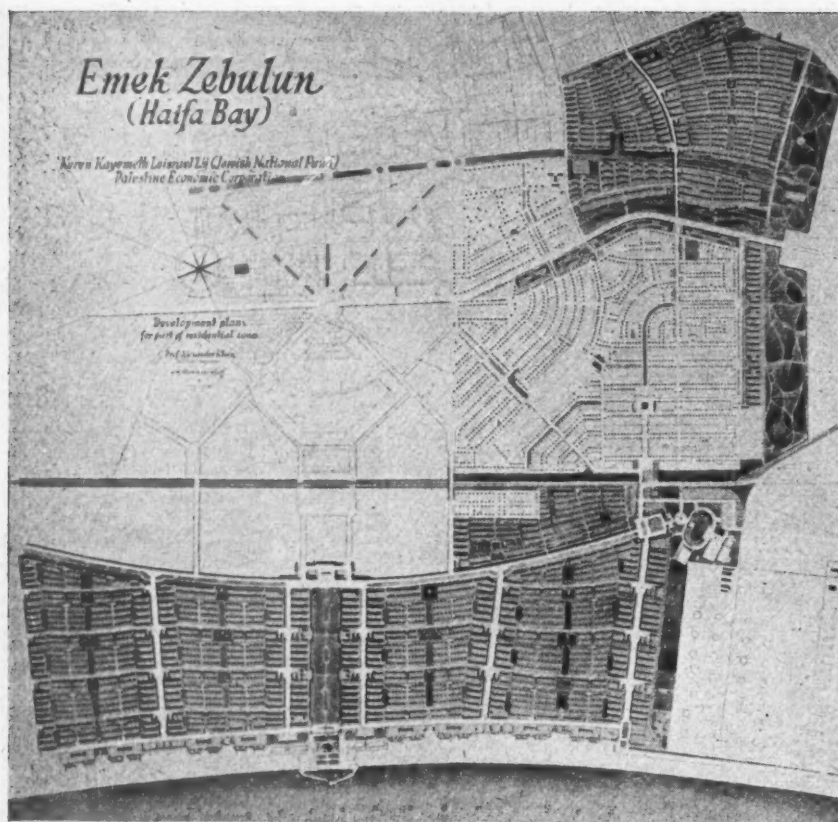 Emek Zebulun
(Haifa Bay)
Keren Kayemeth Leisrael Ltd (Jewish National Fund)
Palestine Economic Corporation
Development plans
for part of residential zones